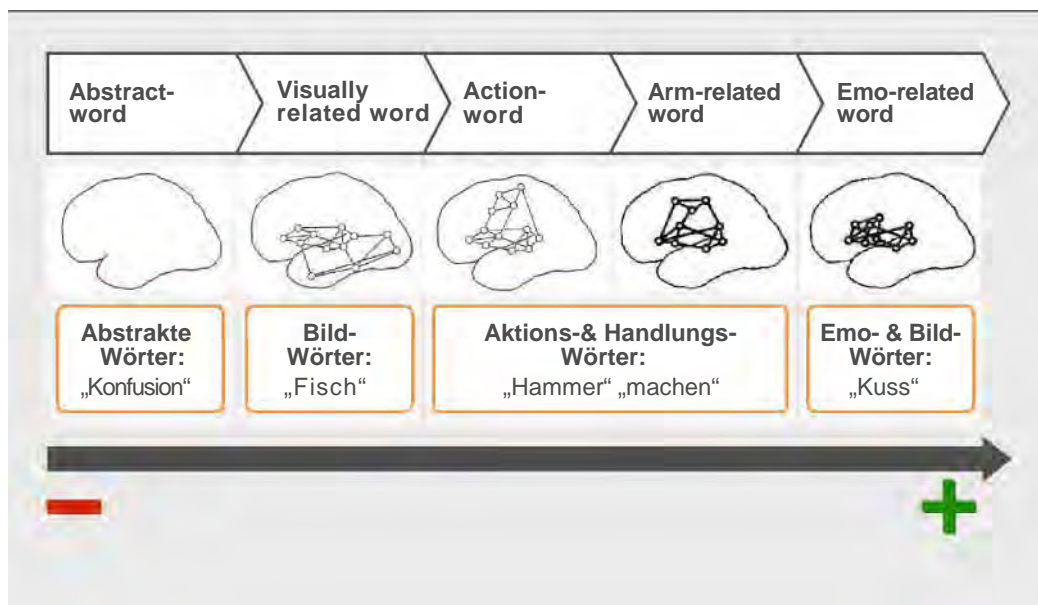 Abstract-
word
Visually
related word
Action-
word
Arm-related
word
Emo-related
word
Abstrakte
Wörter:
„Konfusion“
Bild-
Wörter:
„Fisch“
Aktions-& Handlungs-
Wörter:
„Hammer“ „machen“
Emo- & Bild-
Wörter:
„Kuss“